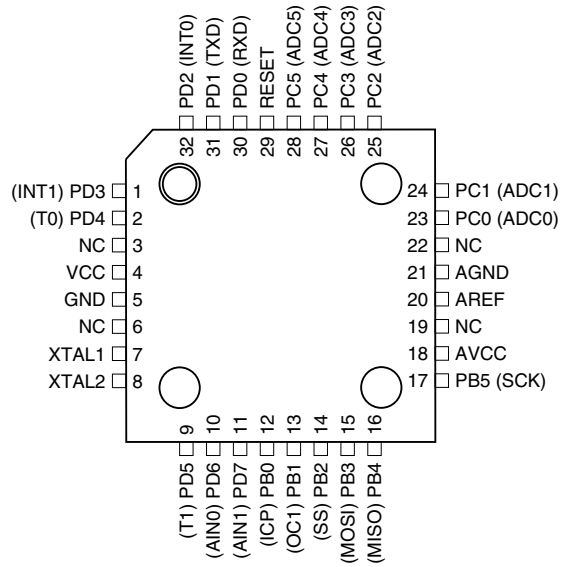 PD2 (INT0)
PD1 (TXD)
PD0 (RXD)
RESET
PC5 (ADC5)
PC4 (ADC4)
PC3 (ADC3)
PC2 (ADC2)
32
31
30
29
28
27
26
25
(INT1) PD3 1
(T0) PD4 2
NC 3
VCC 4
GND 5
NC 6
XTAL1 7
XTAL2 8
24 PC1 (ADC1)
23 PC0 (ADC0)
22 NC
21 AGND
20 AREF
19 NC
18 AVCC
17 PB5 (SCK)
9
10
11
12
13
14
15
16
(T1) PD5
(AIN0) PD6
(AIN1) PD7
(ICP) PB0
(OC1) PB1
(SS) PB2
(MOSI) PB3
(MISO) PB4